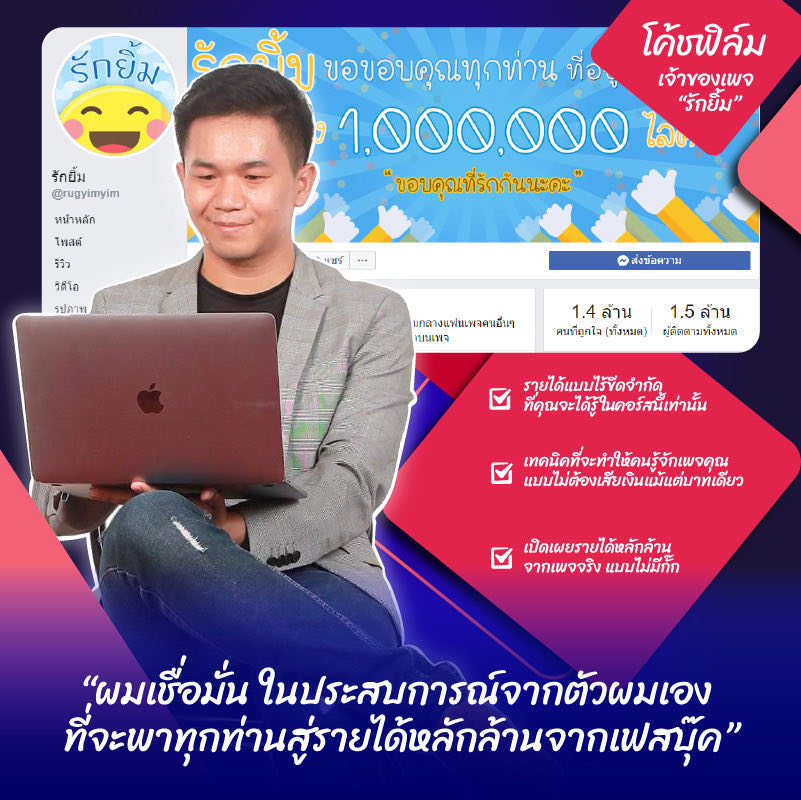 รักยิ้ม
รักยิ้ม
@rugyimyim
หน้าหลัก
โพสต์
รีวิว
วิดีโอ
รูปภาพ
ขอขอบคุณทุกท่าน ที่
1,000,000
“ ขอบคุณที่รักกันนะคะ ”
แชร์
ส่งข้อความ
1.4 ล้าน
คนที่ถูกใจ (ทั้งหมด)
1.5 ล้าน
ผู้ติดตามทั้งหมด
โค้ชฟิล์ม
เจ้าของเพจ
“รักยิ้ม”
รายได้แบบไร้ขีดจำกัด
ที่คุณจะได้รู้ในคอร์สนี้เท่านั้น
เทคนิคที่จะทำให้คนรู้จักเพจคุณ
แบบไม่ต้องเสียเงินแม้แต่บาทเดียว
เปิดเผยรายได้หลักล้าน
จากเพจจริง แบบไม่มีกั๊ก
“ผมเชื่อมั่น ในประสบการณ์จากตัวผมเอง
ที่จะพาทุกท่านสู่รายได้หลักล้านจากเฟสบุ๊ค”